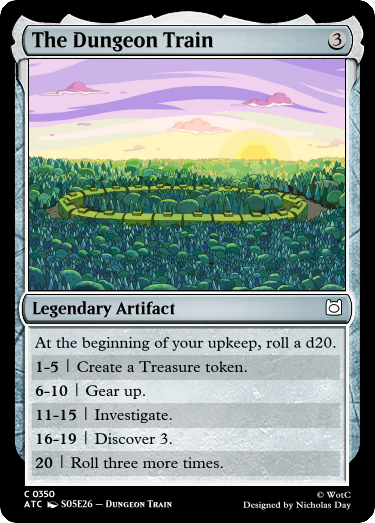 The Dungeon Train 3
Legendary Artifact
At the beginning of your upkeep, roll a d20.
1-5 | Create a Treasure token.
6-10 | Gear up.
11-15 | Investigate.
16-19 | Discover 3.
20 | Roll three more times.
C 0350
© WotC
ATC S05E26 – Dungeon Train
Designed by Nicholas Day